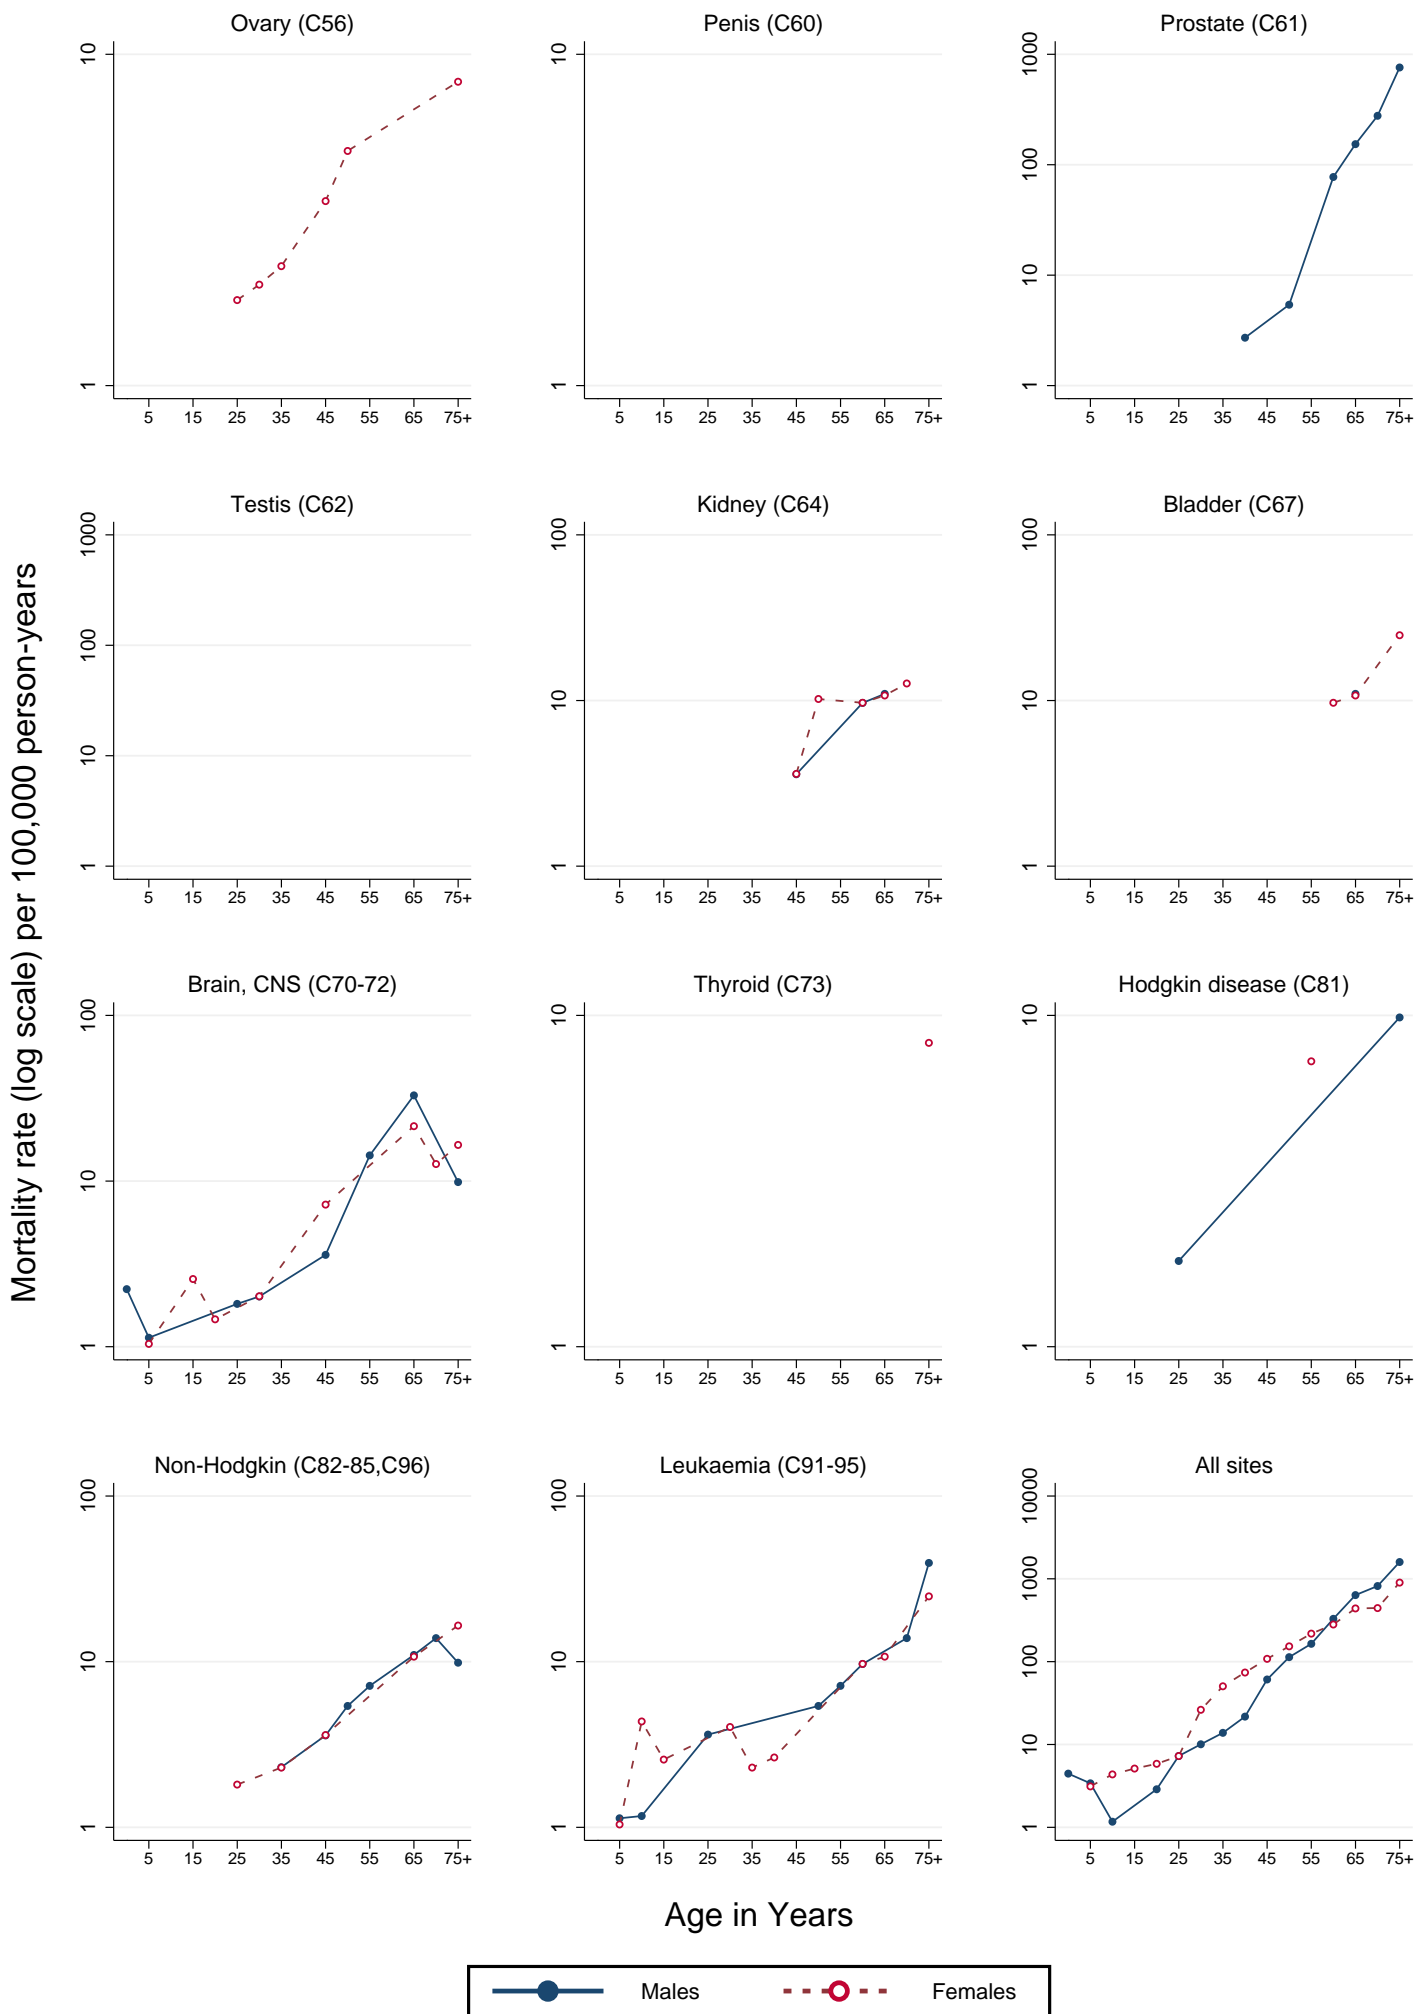 Ovary (C56)
10
1
5 15 25 35 45 55 65 75+
Penis (C60)
10
1
5 15 25 35 45 55 65 75+
Prostate (C61)
1000
100
10
1
5 15 25 35 45 55 65 75+
Testis (C62)
1000
100
10
1
5 15 25 35 45 55 65 75+
Kidney (C64)
100
10
1
5 15 25 35 45 55 65 75+
Bladder (C67)
100
10
1
5 15 25 35 45 55 65 75+
Brain, CNS (C70-72)
100
10
1
5 15 25 35 45 55 65 75+
Thyroid (C73)
10
1
5 15 25 35 45 55 65 75+
Hodgkin disease (C81)
10
1
5 15 25 35 45 55 65 75+
Non-Hodgkin (C82-85,C96)
100
10
1
5 15 25 35 45 55 65 75+
Leukaemia (C91-95)
100
10
1
5 15 25 35 45 55 65 75+
All sites
10000
1000
100
10
1
5 15 25 35 45 55 65 75+
Mortality rate (log scale) per 100,000 person-years
Age in Years
Males Females